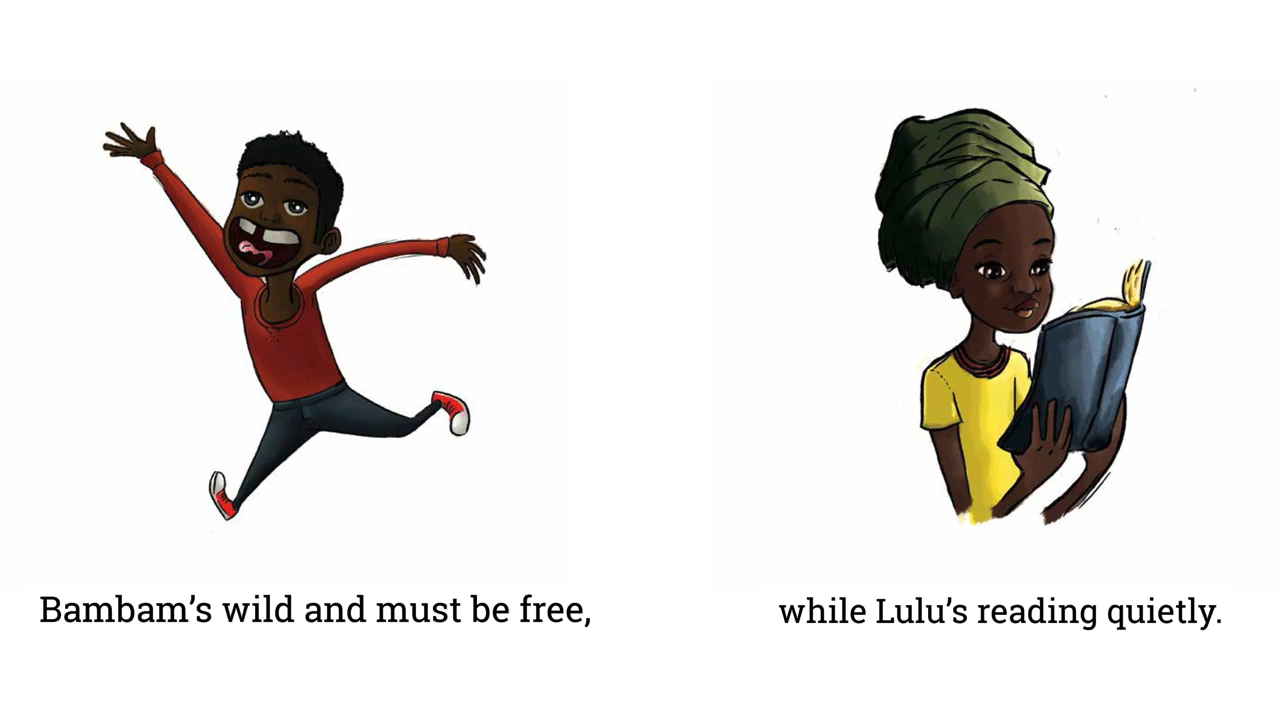 Bambam’s wild and must be free,
while Lulu’s reading quietly.